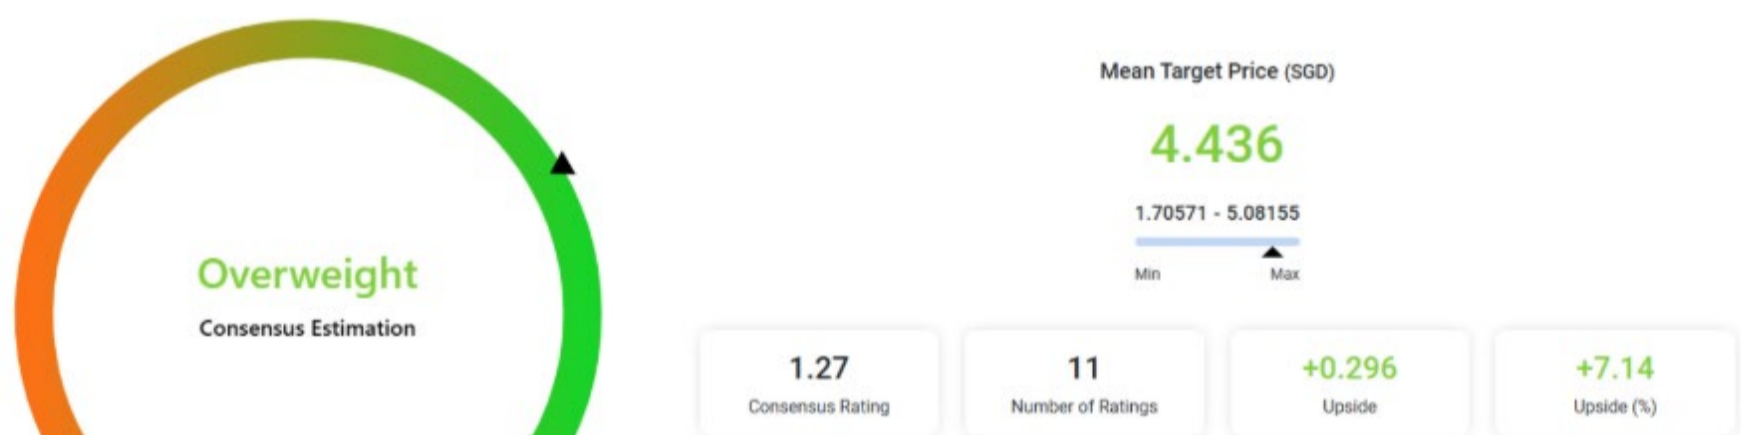 Overweight
Consensus Estimation
Mean Target Price (SGD)
4.436
1.70571 - 5.08155
Min Max
1.27 11 +0.296 +7.14
Consensus Rating Number of Ratings Upside Upside (%)